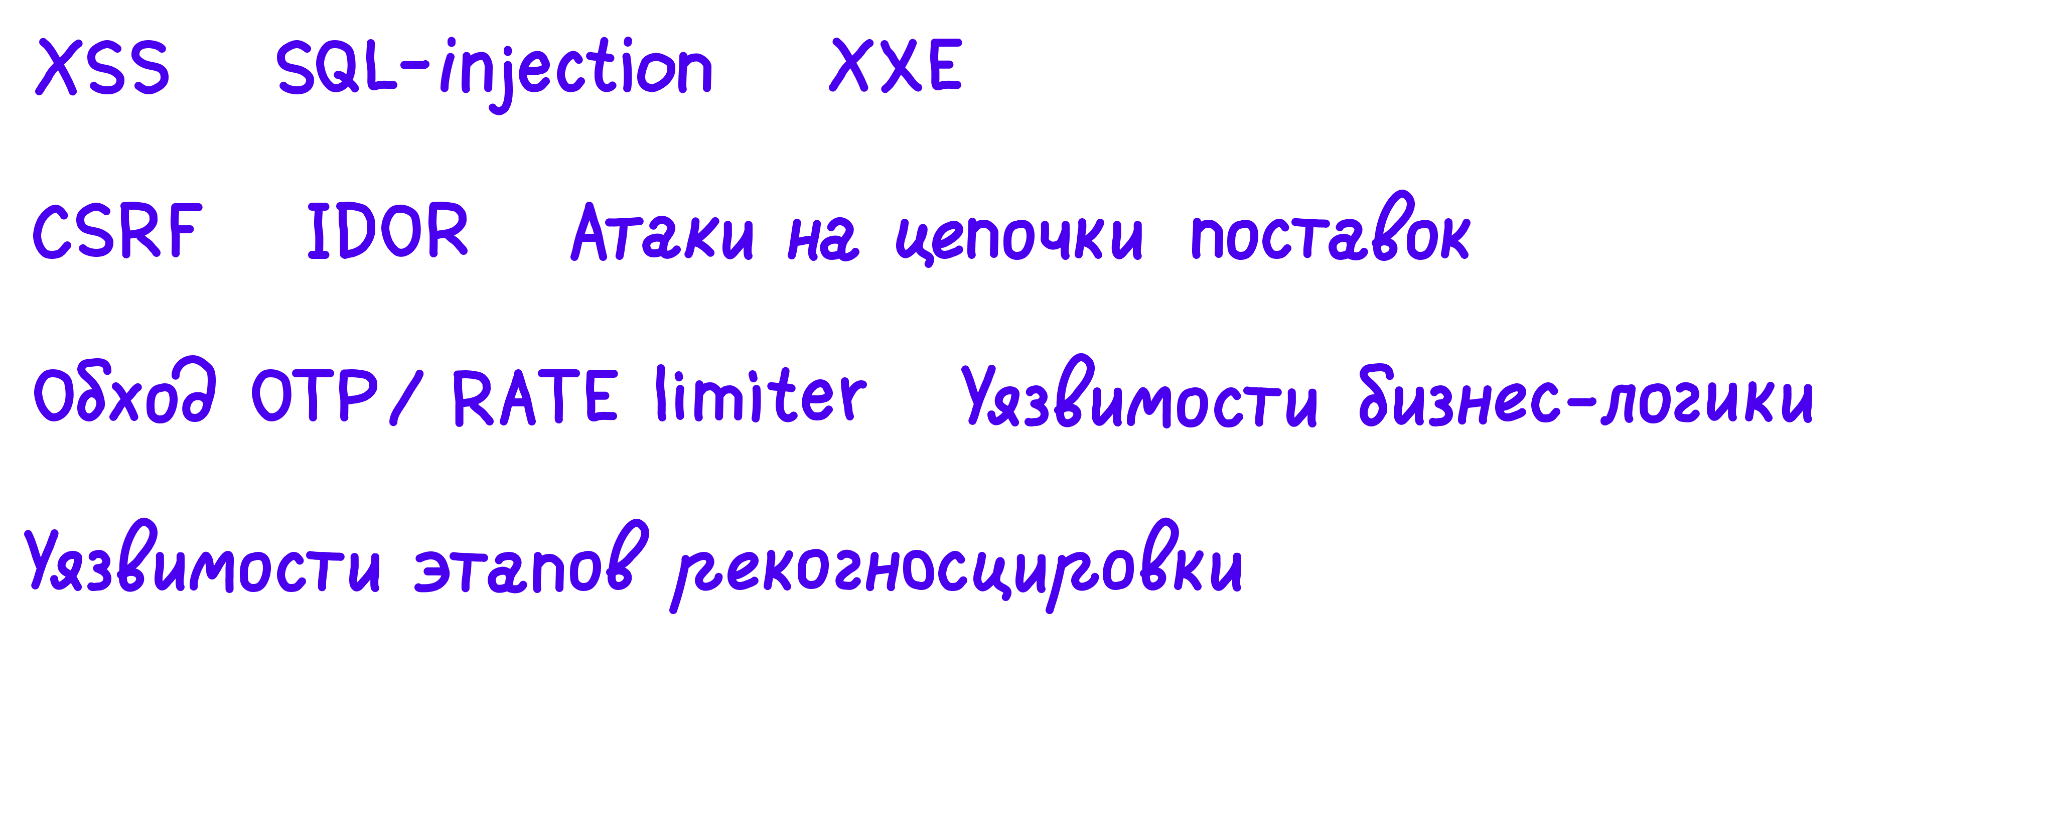 XSS SQL-injection XXE
CSRF IDOR Атаки на цепочки поставок
Обход OTP/ RATE limiter Уязвимости бизнес-логики
Уязвимости этапов рекогносцировки